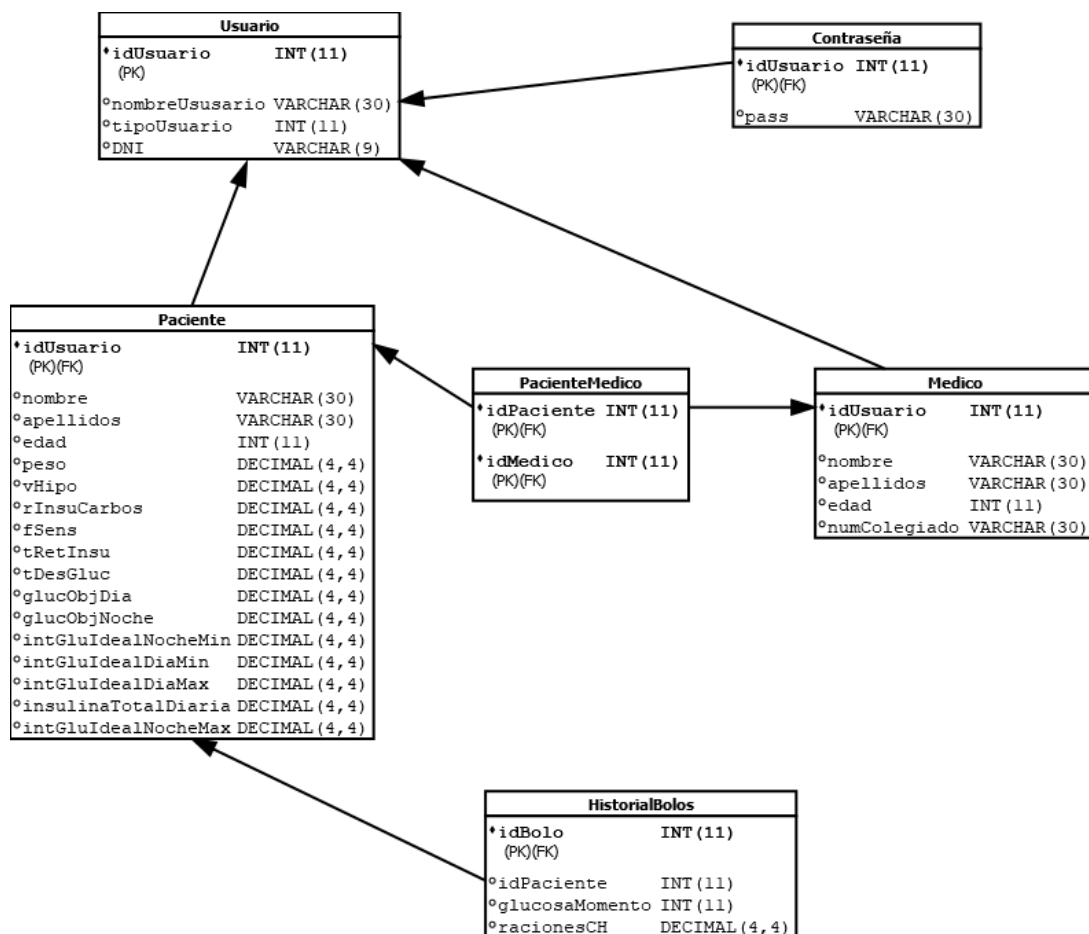 Usuario
idUsuario INT(11)
(PK)
nombreUsusario VARCHAR(30)
tipoUsuario INT(11)
DNI VARCHAR(9)
Contraseña
idUsuario INT(11)
(PK)(FK)
pass VARCHAR(30)
Paciente
idUsuario INT(11)
(PK)(FK)
nombre VARCHAR(30)
apellidos VARCHAR(30)
edad INT(11)
peso DECIMAL(4,4)
vHipo DECIMAL(4,4)
rInsuCarbos DECIMAL(4,4)
fSens DECIMAL(4,4)
tRetInsu DECIMAL(4,4)
tDesGluc DECIMAL(4,4)
glucObjDia DECIMAL(4,4)
glucObjNoche DECIMAL(4,4)
intGluIdealNocheMin DECIMAL(4,4)
intGluIdealDiaMin DECIMAL(4,4)
intGluIdealDiaMax DECIMAL(4,4)
insulinaTotalDiaria DECIMAL(4,4)
intGluIdealNocheMax DECIMAL(4,4)
PacienteMedico
idPaciente INT(11)
(PK)(FK)
idMedico INT(11)
(PK)(FK)
Medico
idUsuario INT(11)
(PK)(FK)
nombre VARCHAR(30)
apellidos VARCHAR(30)
edad INT(11)
numColegiado VARCHAR(30)
HistorialBolos
idBolo INT(11)
(PK)(FK)
idPaciente INT(11)
glucosaMomento INT(11)
racionesCH DECIMAL(4,4)